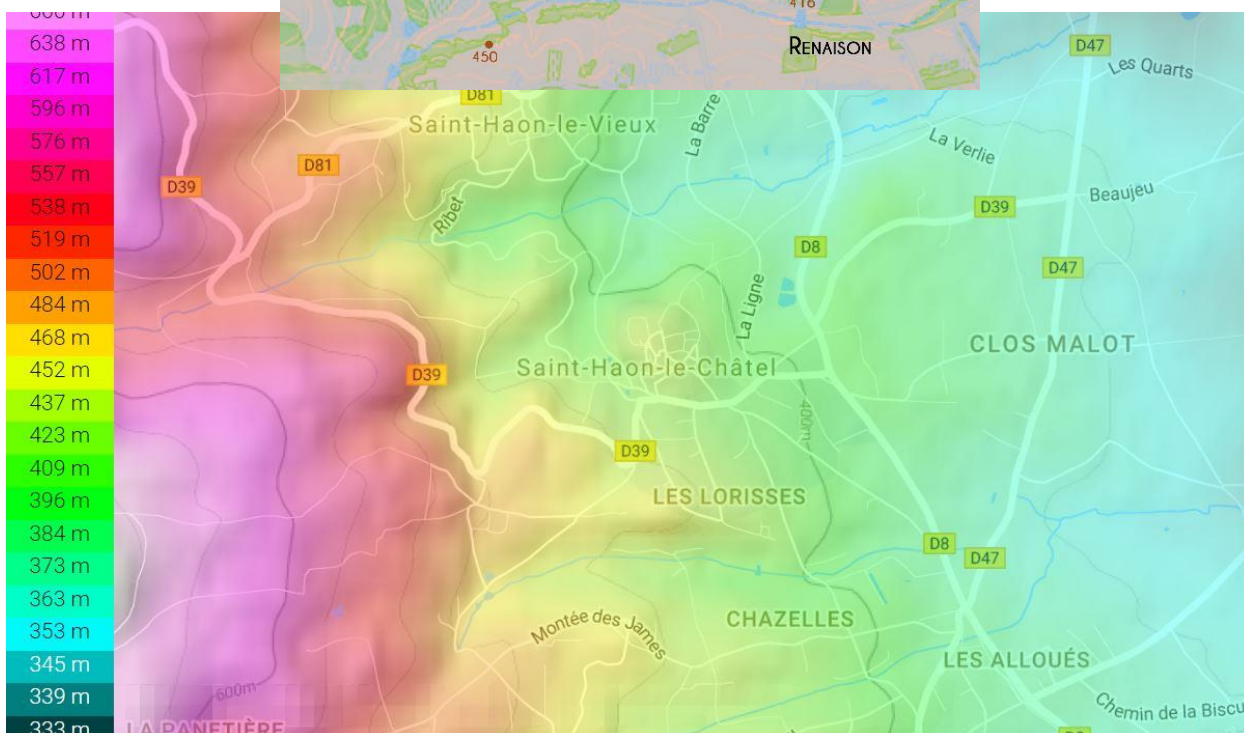 416
450
RENAISON
638 m
617 m
596 m
576 m
557 m
538 m
519 m
502 m
484 m
468 m
452 m
437 m
423 m
409 m
396 m
384 m
373 m
363 m
353 m
345 m
339 m
333 m
D47
Les Quarts
D81
Saint-Haon-le-Vieux
La Barre
La Verlie
D81
D39
Beaujeu
D39
Ribet
D8
D47
La Ligne
CLOS MALOT
Saint-Haon-le-Châtel
D39
400m
D39
LES LORISSES
D8
D47
Montée des James
CHAZELLES
LES ALLOUÉS
600m
Chemin de la Biscu
LA PANETIÈRE